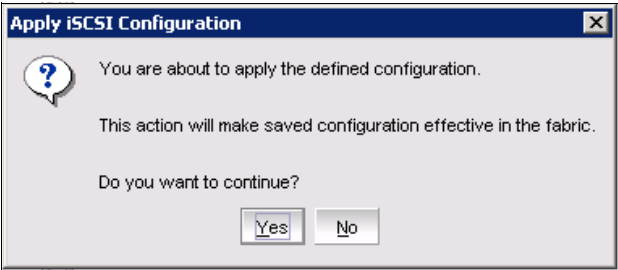 Apply iSCSI Configuration
You are about to apply the defined configuration.
This action will make saved configuration effective in the fabric.
Do you want to continue?
Yes No